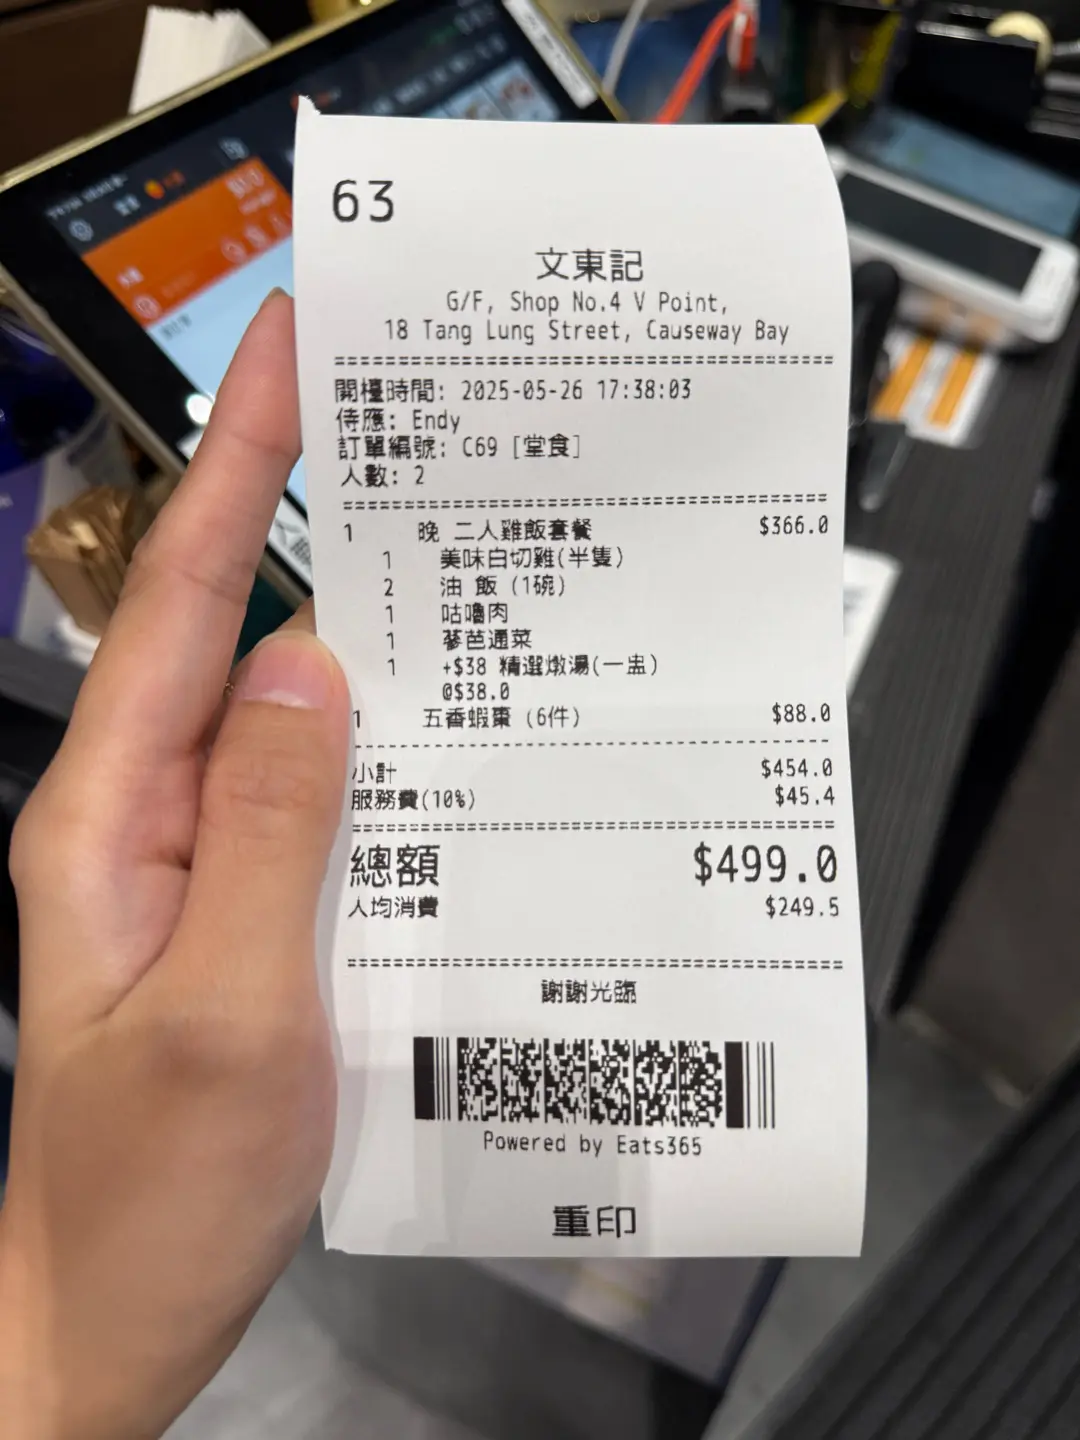 63
文東記
G/F, Shop No.4 V Point,
18 Tang Lung Street, Causeway Bay
開檯時間: 2025-05-26 17:38:03
侍應: Endy
訂單編號: C69 [堂食]
人數: 2
1 晚 二人雞飯套餐 $366.0
1 美味白切雞(半隻)
2 油 飯 (1碗)
1 咕嚕肉
1 蔘芭通菜
1 +$38 精選燉湯(一盅)
@$38.0
1 五香蝦棗 (6件) $88.0
小計 $454.0
服務費(10%) $45.4
總額 $499.0
人均消費 $249.5
謝謝光臨
Powered by Eats365
重印